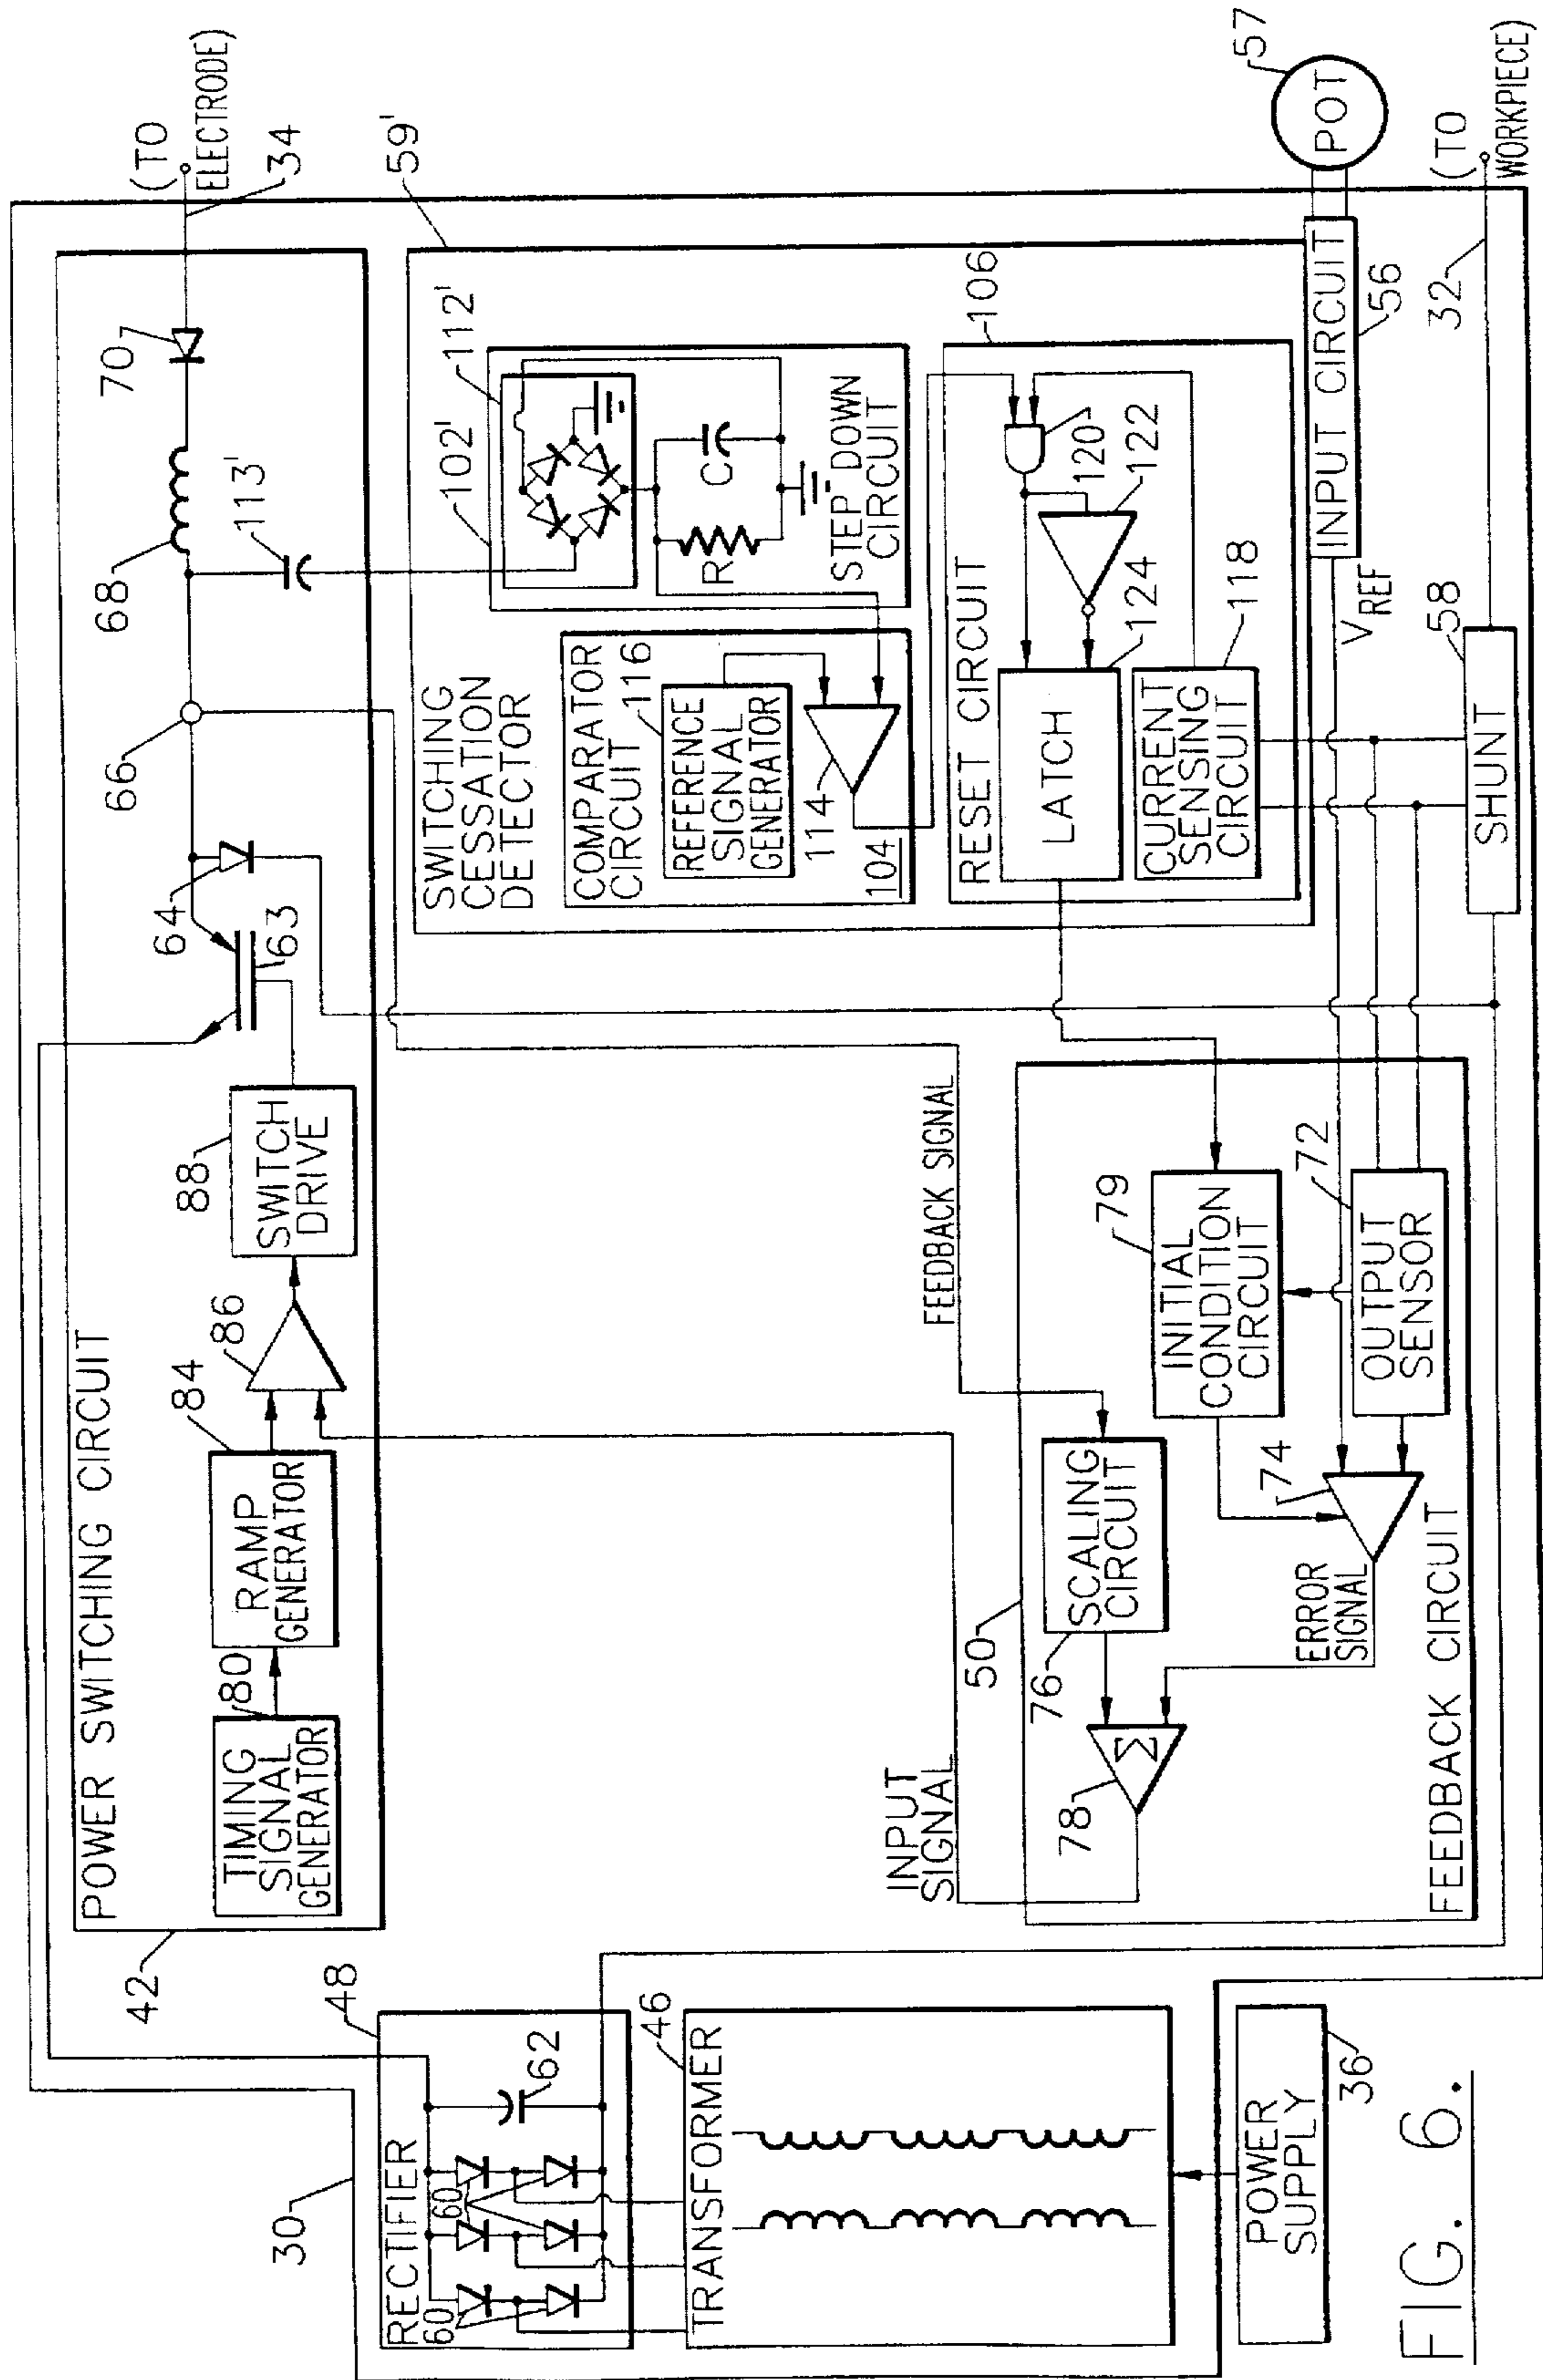 30
RECTIFIER
48
60
60
62
TRANSFORMER
46
POWER
SUPPLY
36
42
POWER SWITCHING CIRCUIT
TIMING
SIGNAL
GENERATOR
80
RAMP
GENERATOR
84
86
SWITCH
DRIVE
88
63
64
66
68
70
113'
34
(TO
ELECTRODE)
59'
SWITCHING
CESSATION
DETECTOR
102'
112'
R
C
STEP DOWN
CIRCUIT
COMPARATOR
CIRCUIT
116
REFERENCE
SIGNAL
GENERATOR
114
104
RESET CIRCUIT
106
120
122
124
LATCH
CURRENT
SENSING
CIRCUIT
118
INPUT CIRCUIT
56
POT
57
VREF
SHUNT
58
32
(TO
WORKPIECE)
FEEDBACK SIGNAL
INPUT
SIGNAL
50
76
SCALING
CIRCUIT
78
Σ
INITIAL
CONDITION
CIRCUIT
79
OUTPUT
SENSOR
72
74
ERROR
SIGNAL
FEEDBACK CIRCUIT
FIG. 6.